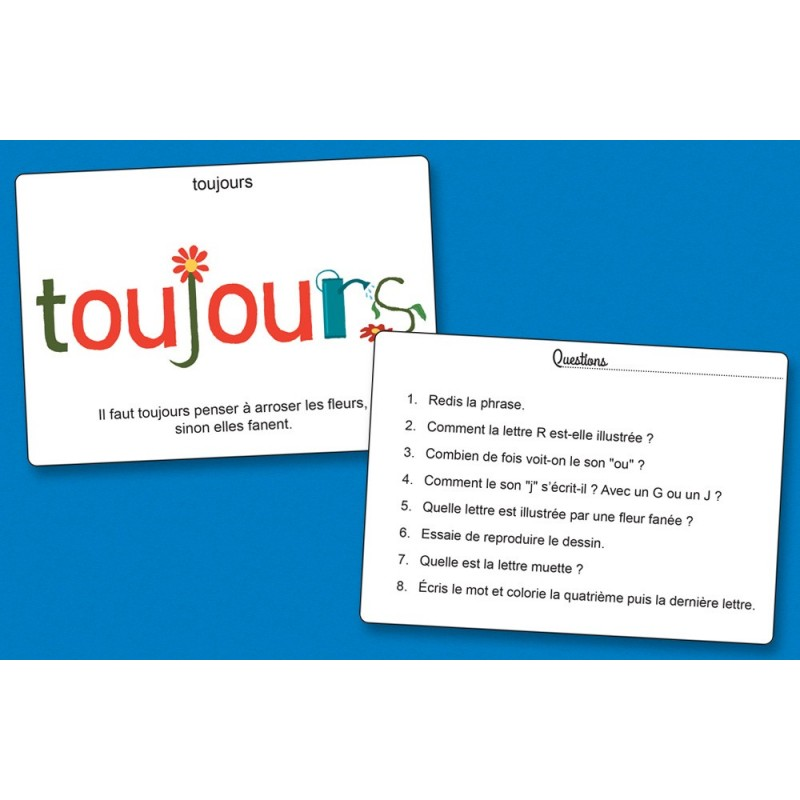 toujours
toujours
Il faut toujours penser à arroser les fleurs,
sinon elles fanent.
Questions
1. Redis la phrase.
2. Comment la lettre R est-elle illustrée ?
3. Combien de fois voit-on le son "ou" ?
4. Comment le son "j" s'écrit-il ? Avec un G ou un J ?
5. Quelle lettre est illustrée par une fleur fanée ?
6. Essaie de reproduire le dessin.
7. Quelle est la lettre muette ?
8. Écris le mot et colorie la quatrième puis la dernière lettre.